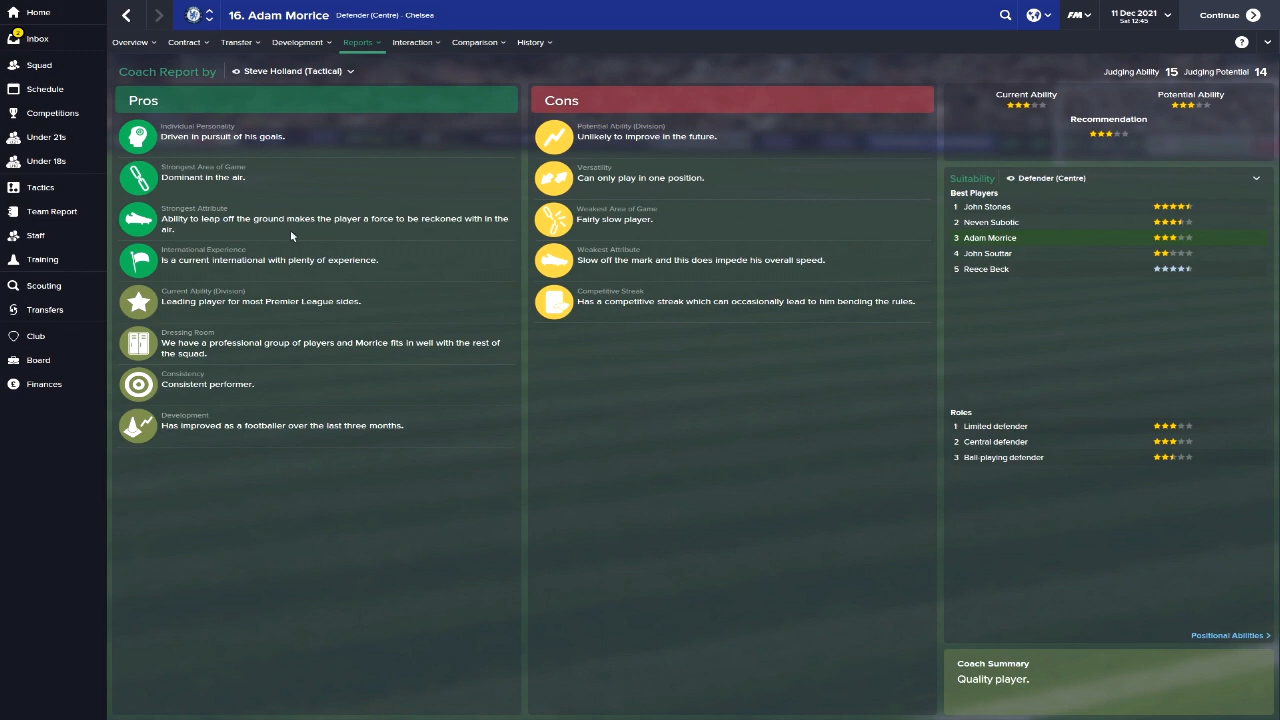 Home
2
Inbox
Squad
Schedule
Competitions
Under 21s
Under 18s
Tactics
Team Report
Staff
Training
Scouting
Transfers
Club
Board
Finances
16. Adam Morrice Defender (Centre) - Chelsea
FM
11 Dec 2021
Sat 12:45
Continue
Overview Contract Transfer Development Reports Interaction Comparison History
?
Coach Report by Steve Holland (Tactical)
Judging Ability 15 Judging Potential 14
Pros
Individual Personality
Driven in pursuit of his goals.
Strongest Area of Game
Dominant in the air.
Strongest Attribute
Ability to leap off the ground makes the player a force to be reckoned with in the
air.
International Experience
Is a current international with plenty of experience.
Current Ability (Division)
Leading player for most Premier League sides.
Dressing Room
We have a professional group of players and Morrice fits in well with the rest of
the squad.
Consistency
Consistent performer.
Development
Has improved as a footballer over the last three months.
Cons
Potential Ability (Division)
Unlikely to improve in the future.
Versatility
Can only play in one position.
Weakest Area of Game
Fairly slow player.
Weakest Attribute
Slow off the mark and this does impede his overall speed.
Competitive Streak
Has a competitive streak which can occasionally lead to him bending the rules.
Current Ability
Potential Ability
Recommendation
Suitability Defender (Centre)
Best Players
1 John Stones
2 Neven Subotic
3 Adam Morrice
4 John Souttar
5 Reece Beck
Roles
1 Limited defender
2 Central defender
3 Ball-playing defender
Positional Abilities >
Coach Summary
Quality player.